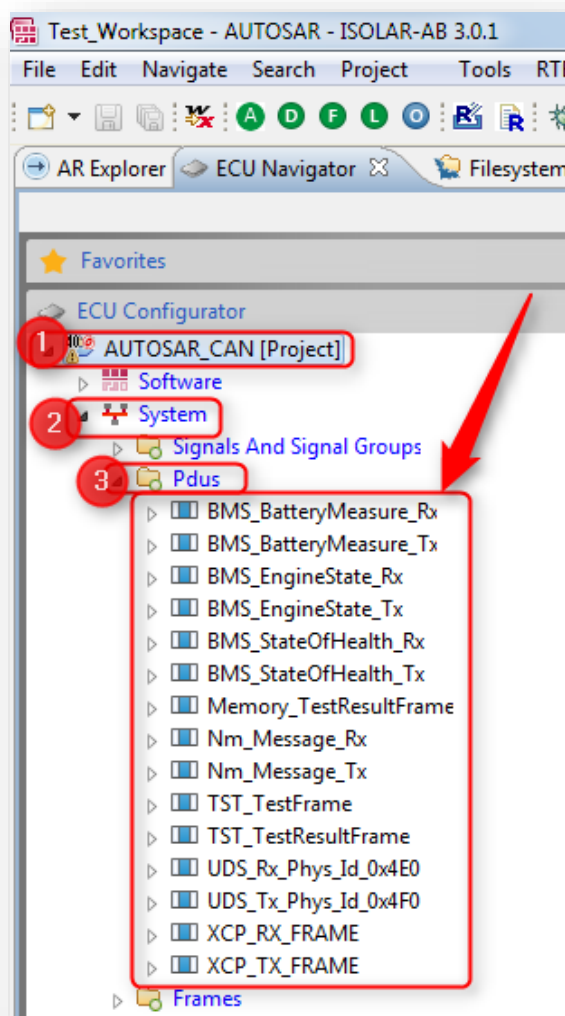 Test_Workspace - AUTOSAR - ISOLAR-AB 3.0.1
File Edit Navigate Search Project Tools
A D F L O
AR Explorer ECU Navigator Filesystem
Favorites
ECU Configurator
1 AUTOSAR_CAN [Project]
Software
2 System
Signals And Signal Groups
3 Pdus
BMS_BatteryMeasure_Rx
BMS_BatteryMeasure_Tx
BMS_EngineState_Rx
BMS_EngineState_Tx
BMS_StateOfHealth_Rx
BMS_StateOfHealth_Tx
Memory_TestResultFrame
Nm_Message_Rx
Nm_Message_Tx
TST_TestFrame
TST_TestResultFrame
UDS_Rx_Phys_Id_0x4E0
UDS_Tx_Phys_Id_0x4F0
XCP_RX_FRAME
XCP_TX_FRAME
Frames